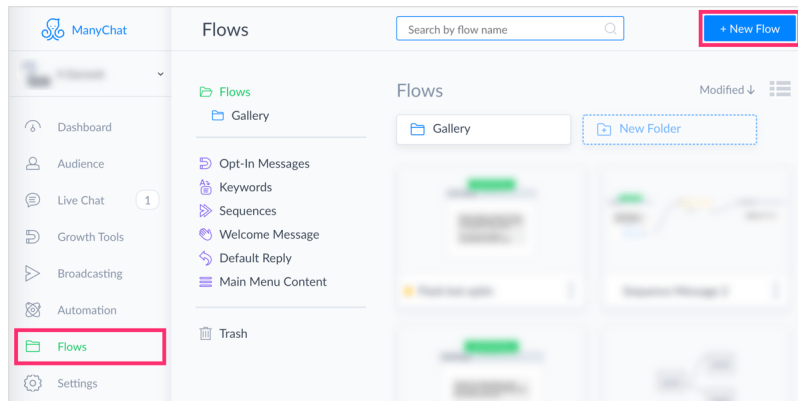 ManyChat
Flows
Search by flow name
+ New Flow
Dashboard
Audience
Live Chat
1
Growth Tools
Broadcasting
Automation
Flows
Settings
Flows
Gallery
Opt-In Messages
Keywords
Sequences
Welcome Message
Default Reply
Main Menu Content
Trash
Flows
Modified ↓
Gallery
New Folder